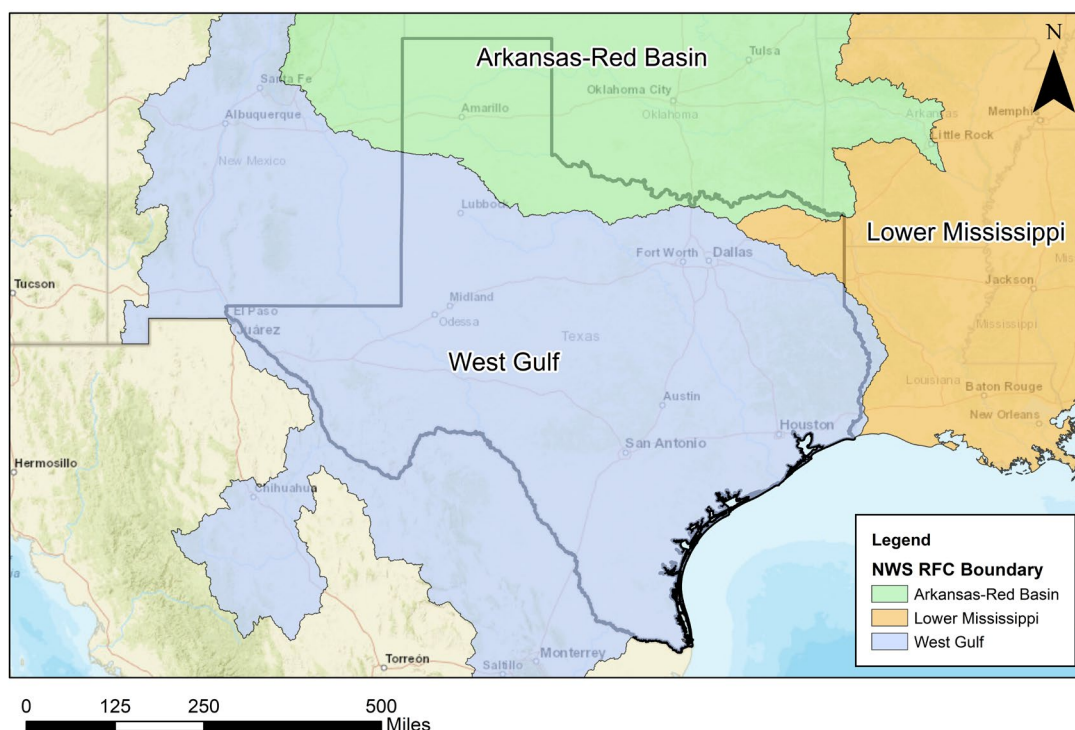 N
Arkansas-Red Basin
Tulsa
Santa Fe
Oklahoma City
Amarillo
Oklahoma
Arkansas
Memphis
Albuquerque
Little Rock
New Mexico
Lubbock
Lower Mississippi
Fort Worth
Dallas
Tucson
Jackson
Midland
El Paso
Odessa
Juárez
Texas
Mississippi
West Gulf
Louisiana
Baton Rouge
Austin
New Orleans
Houston
San Antonio
Hermosillo
Chihuahua
Legend
NWS RFC Boundary
Arkansas-Red Basin
Lower Mississippi
West Gulf
Monterrey
Torreón
Saltillo
0 125 250 500
Miles